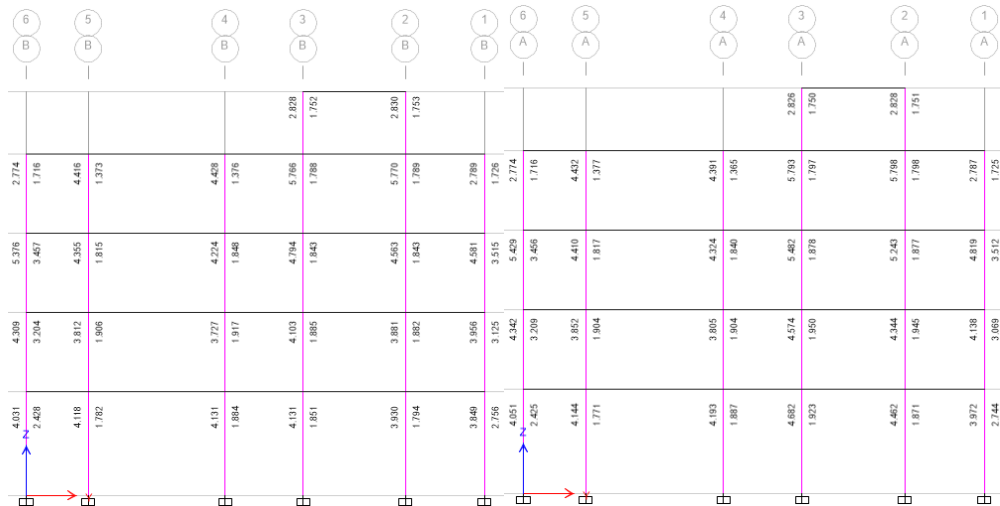 6 5 4 3 2 1
B B B B B B
2.828 1.752 2.830 1.753
2.774 1.716 4.416 1.373 4.428 1.376 5.766 1.788 5.770 1.789 2.789 1.726
5.376 3.457 4.355 1.815 4.224 1.848 4.794 1.843 4.563 1.843 4.581 3.515
4.309 3.204 3.812 1.906 3.727 1.917 4.103 1.885 3.881 1.882 3.956 3.125
4.031 2.428 4.118 1.782 4.131 1.884 4.131 1.851 3.930 1.794 3.849 2.756
Z
6 5 4 3 2 1
A A A A A A
2.826 1.750 2.828 1.751
2.774 1.716 4.432 1.377 4.391 1.365 5.793 1.797 5.798 1.798 2.787 1.725
5.429 3.456 4.410 1.817 4.324 1.840 5.482 1.878 5.243 1.877 4.819 3.512
4.342 3.209 3.852 1.904 3.805 1.904 4.574 1.950 4.344 1.945 4.138 3.069
4.051 2.425 4.144 1.771 4.193 1.887 4.682 1.923 4.462 1.871 3.972 2.744
Z